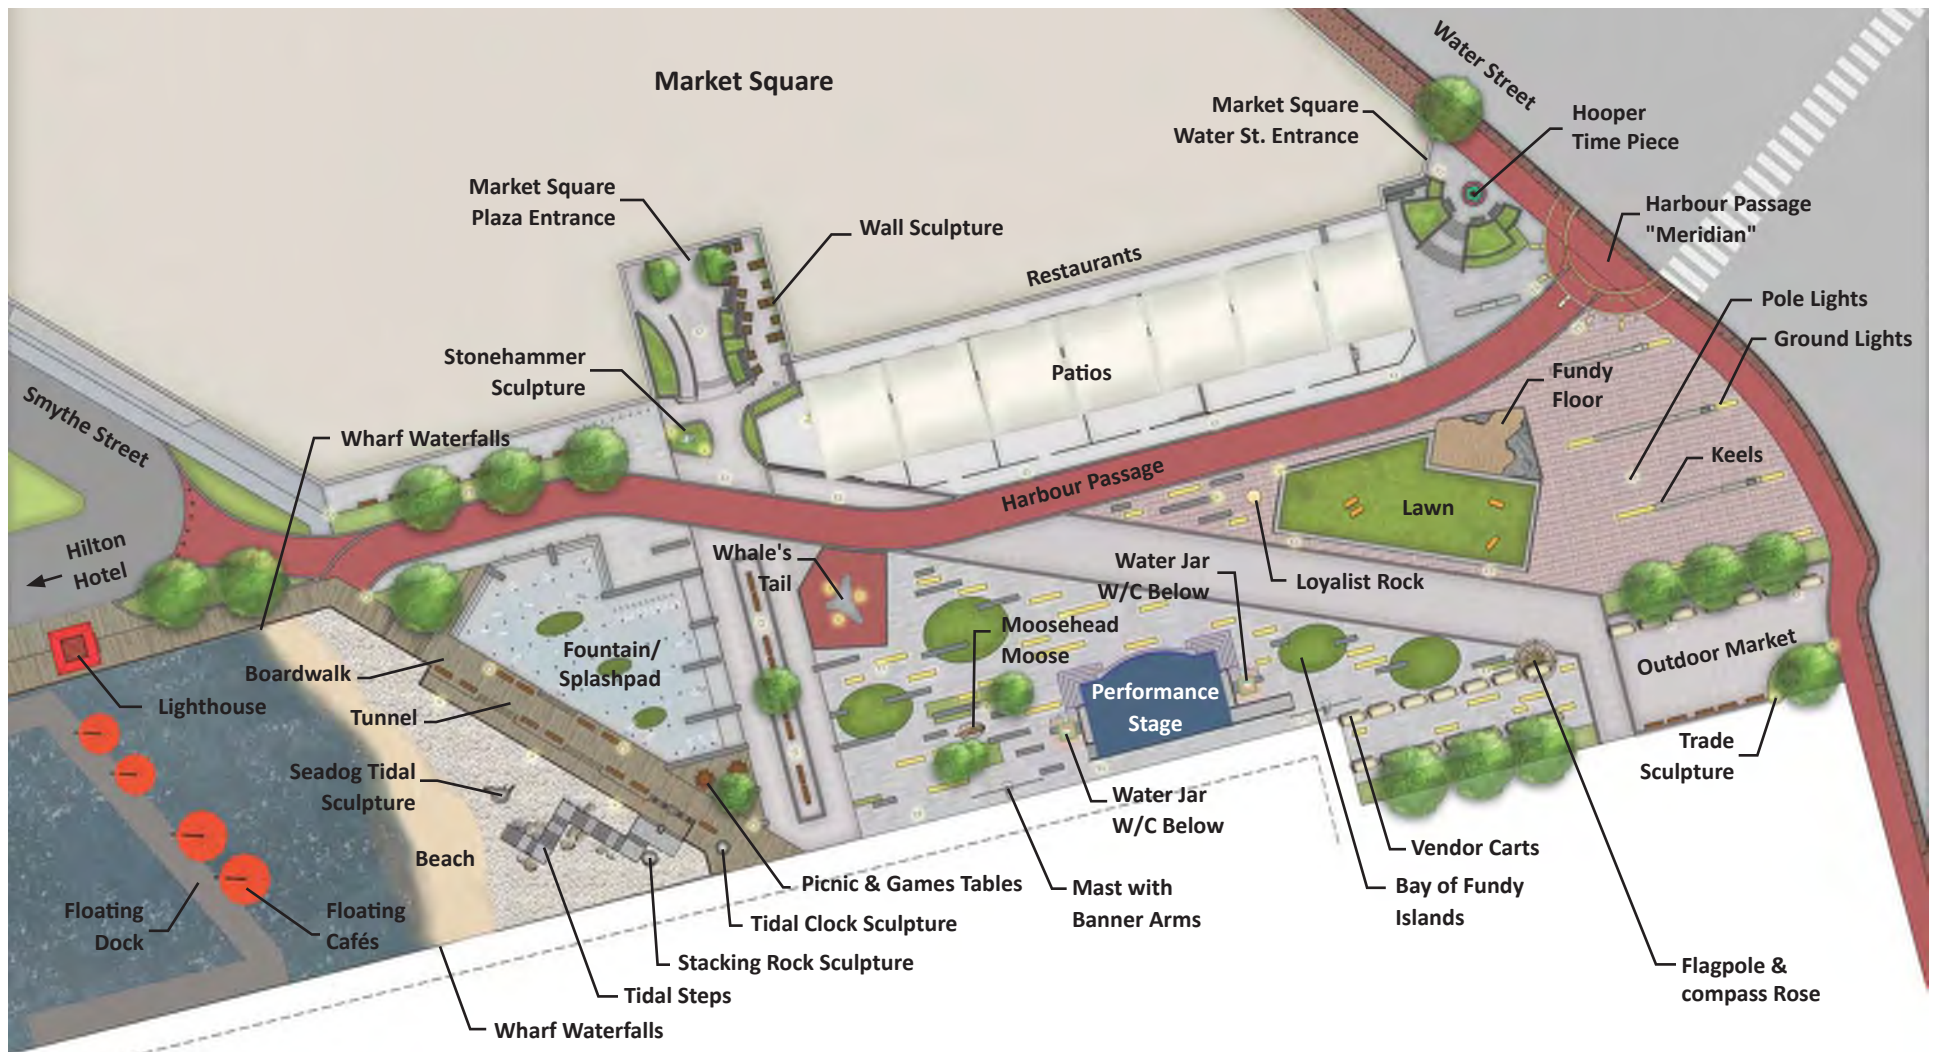 Market Square
Water Street
Market Square
Water St. Entrance
Hooper
Time Piece
Market Square
Plaza Entrance
Wall Sculpture
Harbour Passage
"Meridian"
Restaurants
Pole Lights
Ground Lights
Stonehammer
Sculpture
Patios
Fundy
Floor
Smythe Street
Wharf Waterfalls
Harbour Passage
Keels
Lawn
Hilton
Hotel
Whale's
Tail
Water Jar
W/C Below
Loyalist Rock
Moosehead
Moose
Fountain/
Splashpad
Boardwalk
Outdoor Market
Lighthouse
Tunnel
Performance
Stage
Trade
Sculpture
Seadog Tidal
Sculpture
Water Jar
W/C Below
Vendor Carts
Beach
Picnic & Games Tables
Mast with
Banner Arms
Bay of Fundy
Islands
Floating
Dock
Floating
Cafés
Tidal Clock Sculpture
Stacking Rock Sculpture
Flagpole &
compass Rose
Tidal Steps
Wharf Waterfalls